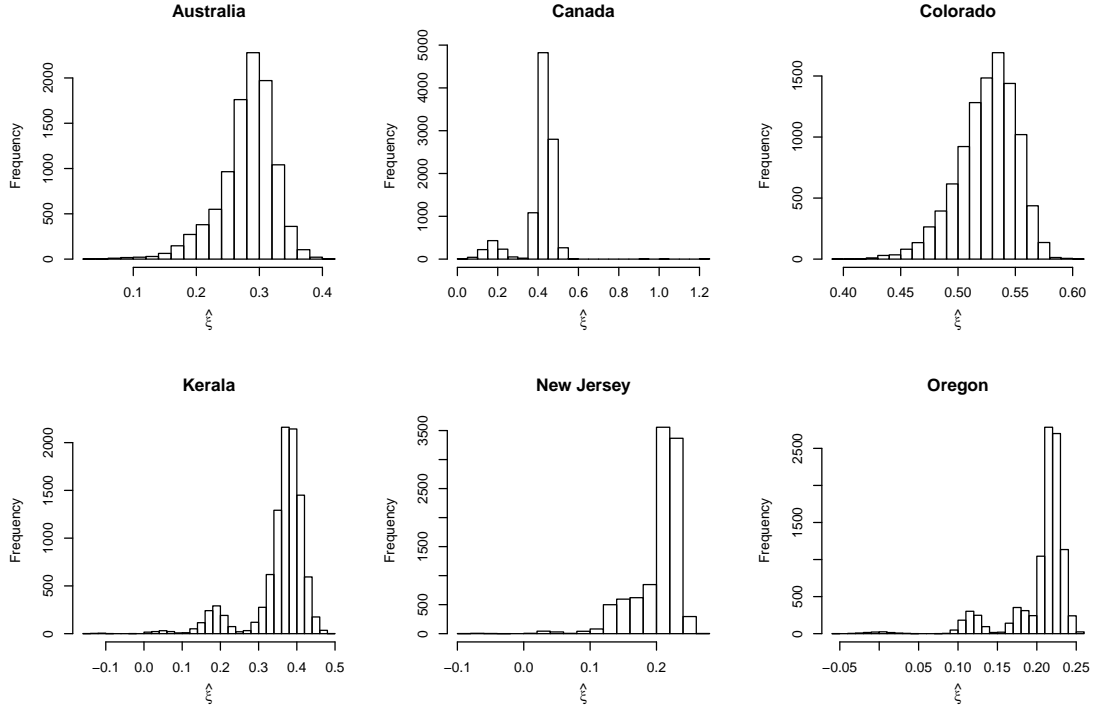 Australia
Frequency
0 500 1000 1500 2000
0.1 0.2 0.3 0.4
ξ̂
Canada
Frequency
0 1000 2000 3000 4000 5000
0.0 0.2 0.4 0.6 0.8 1.0 1.2
ξ̂
Colorado
Frequency
0 500 1000 1500
0.40 0.45 0.50 0.55 0.60
ξ̂
Kerala
Frequency
0 500 1000 1500 2000
−0.1 0.0 0.1 0.2 0.3 0.4 0.5
ξ̂
New Jersey
Frequency
0 500 1500 2500 3500
−0.1 0.0 0.1 0.2
ξ̂
Oregon
Frequency
0 500 1500 2500
−0.05 0.05 0.10 0.15 0.20 0.25
ξ̂